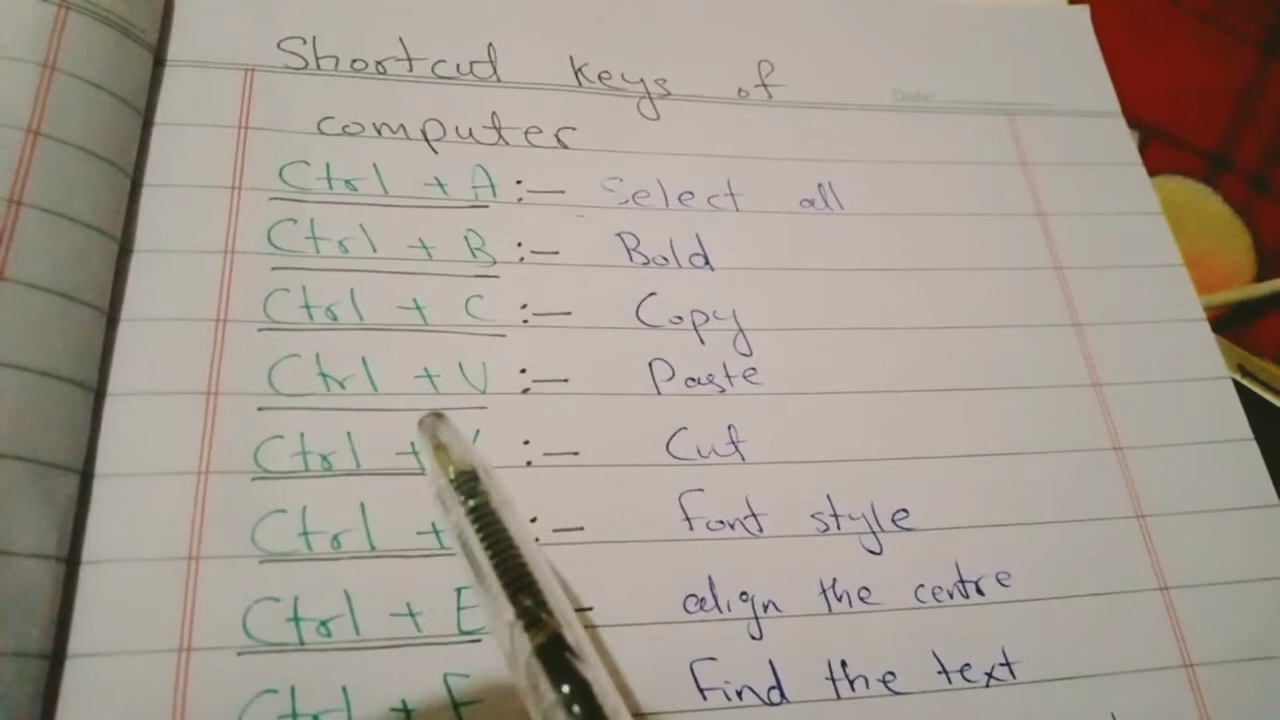 Shortcut keys of
computer
Ctrl + A :- Select all
Ctrl + B :- Bold
Ctrl + C :- Copy
Ctrl + V :- Paste
Ctrl + :- Cut
Ctrl + :- Font style
Ctrl + E - align the centre
Ctrl + F Find the text